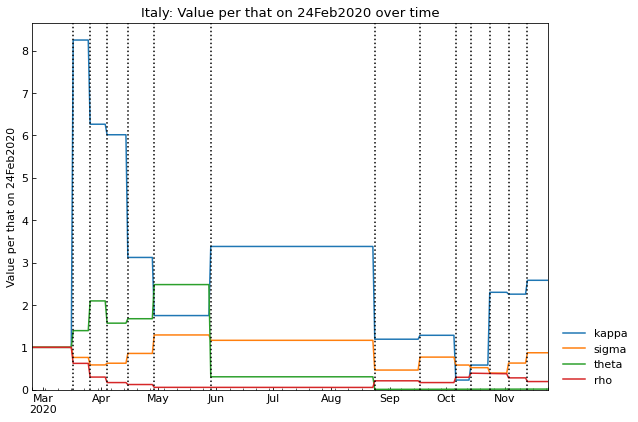 Italy: Value per that on 24Feb2020 over time
Value per that on 24Feb2020
8
7
6
5
4
3
2
1
0
Mar Apr May Jun Jul Aug Sep Oct Nov
2020
kappa
sigma
theta
rho